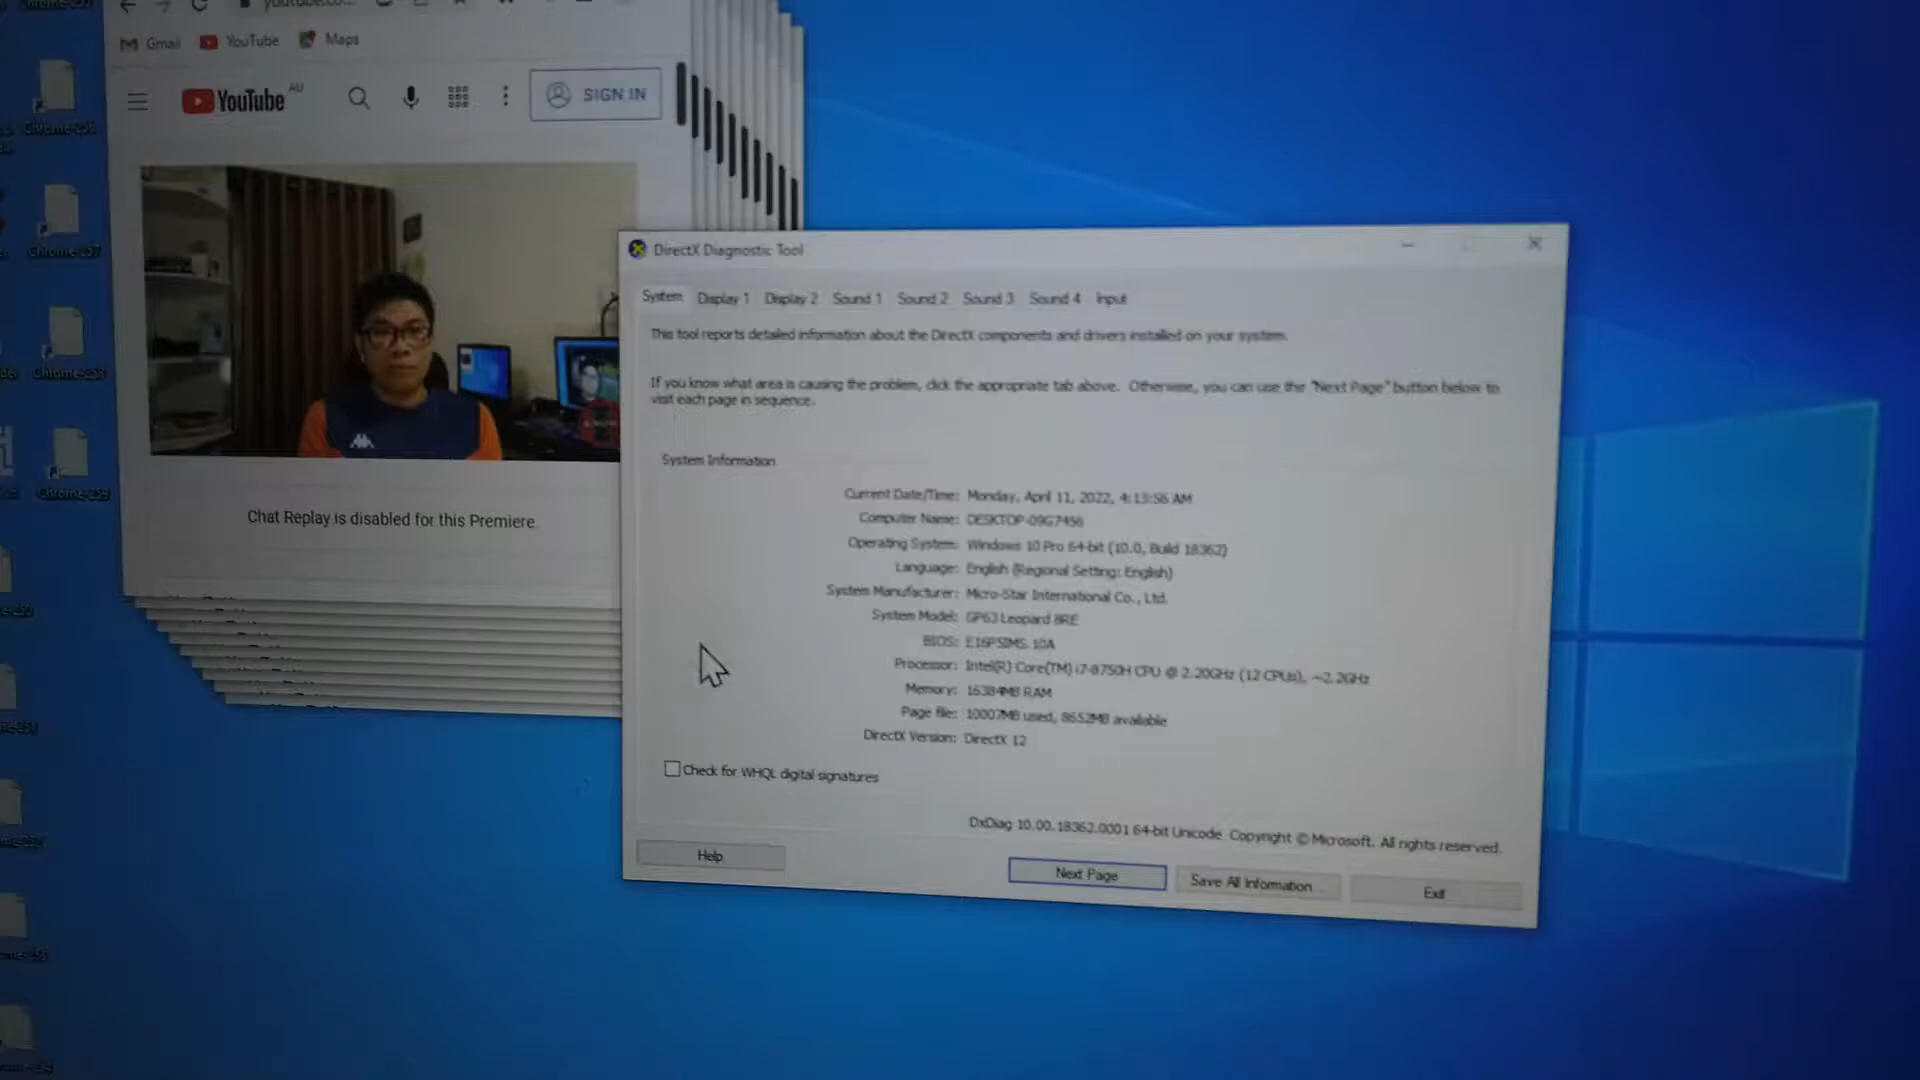 Gmail YouTube Maps
YouTube AU SIGN IN
Chrome-256
Chrome-257
Chrome-258
Chrome-259
Chat Replay is disabled for this Premiere
DirectX Diagnostic Tool
System Display 1 Display 2 Sound 1 Sound 2 Sound 3 Sound 4 Input
This tool reports detailed information about the DirectX components and drivers installed on your system.
If you know what area is causing the problem, click the appropriate tab above. Otherwise, you can use the "Next Page" button below to
visit each page in sequence.
System Information
Current Date/Time: Monday, April 11, 2022, 4:13:56 AM
Computer Name: DESKTOP-09G7456
Operating System: Windows 10 Pro 64-bit (10.0, Build 18362)
Language: English (Regional Setting: English)
System Manufacturer: Micro-Star International Co., Ltd.
System Model: GP63 Leopard 8RE
BIOS: E16P5IMS.10A
Processor: Intel(R) Core(TM) i7-8750H CPU @ 2.20GHz (12 CPUs), ~2.2GHz
Memory: 16384MB RAM
Page file: 10007MB used, 8652MB available
DirectX Version: DirectX 12
Check for WHQL digital signatures
DxDiag 10.00.18362.0001 64-bit Unicode Copyright © Microsoft. All rights reserved.
Help Next Page Save All Information Exit